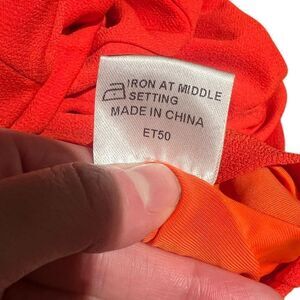 IRON AT MIDDLE
SETTING
MADE IN CHINA
ET50